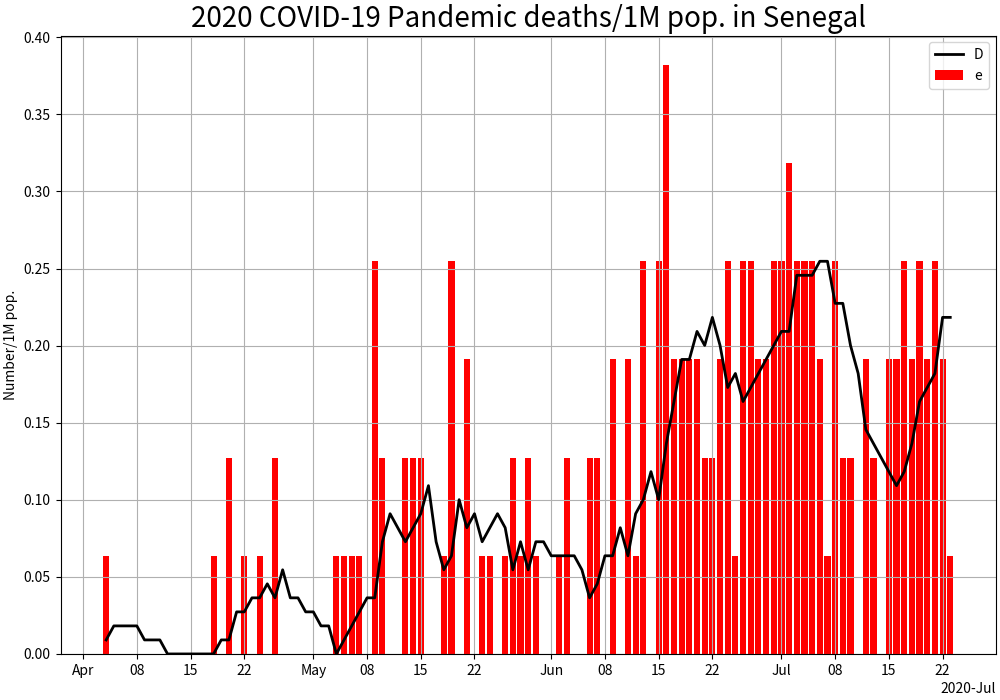 2020 COVID-19 Pandemic deaths/1M pop. in Senegal
D
e
Number/1M pop.
0.40
0.35
0.30
0.25
0.20
0.15
0.10
0.05
0.00
Apr 08 15 22 May 08 15 22 Jun 08 15 22 Jul 08 15 22
2020-Jul